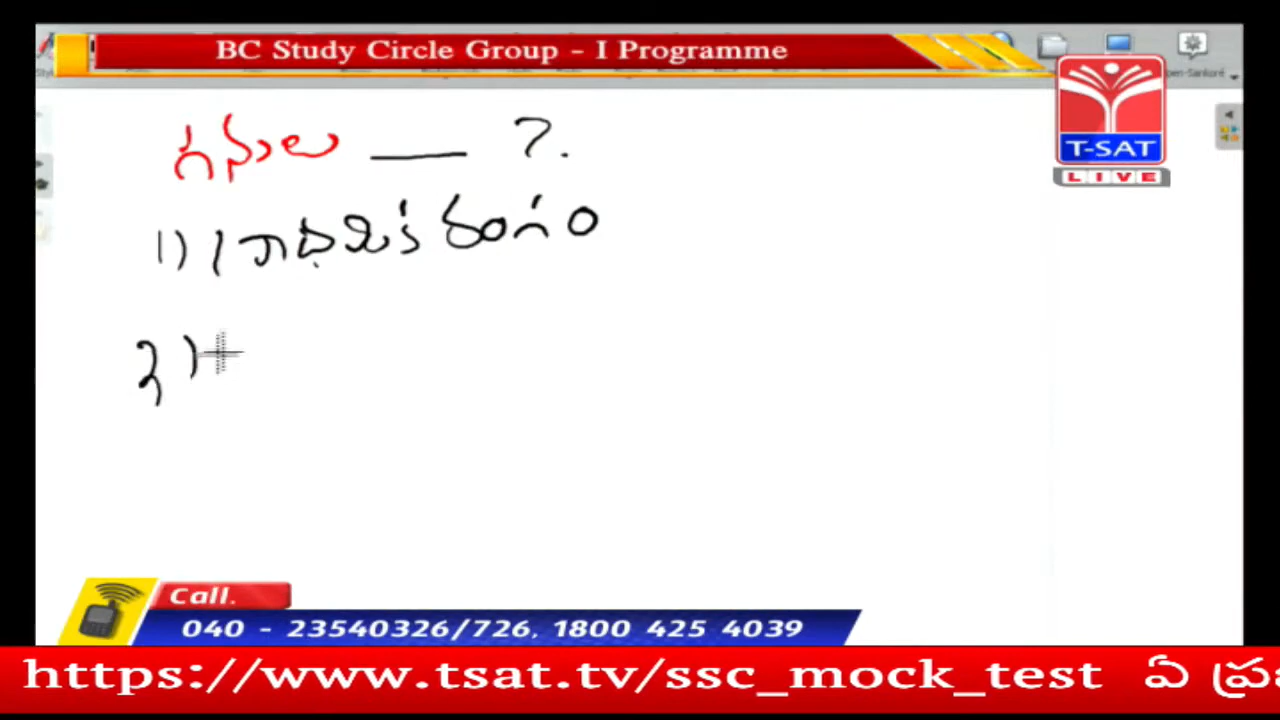 BC Study Circle Group - I Programme
T-SAT
LIVE
గనులు ___ ?.
1) ప్రాథమిక రంగం
2)
Call.
040 - 23540326/726, 1800 425 4039
https://www.tsat.tv/ssc_mock_test ఏ ప్ర